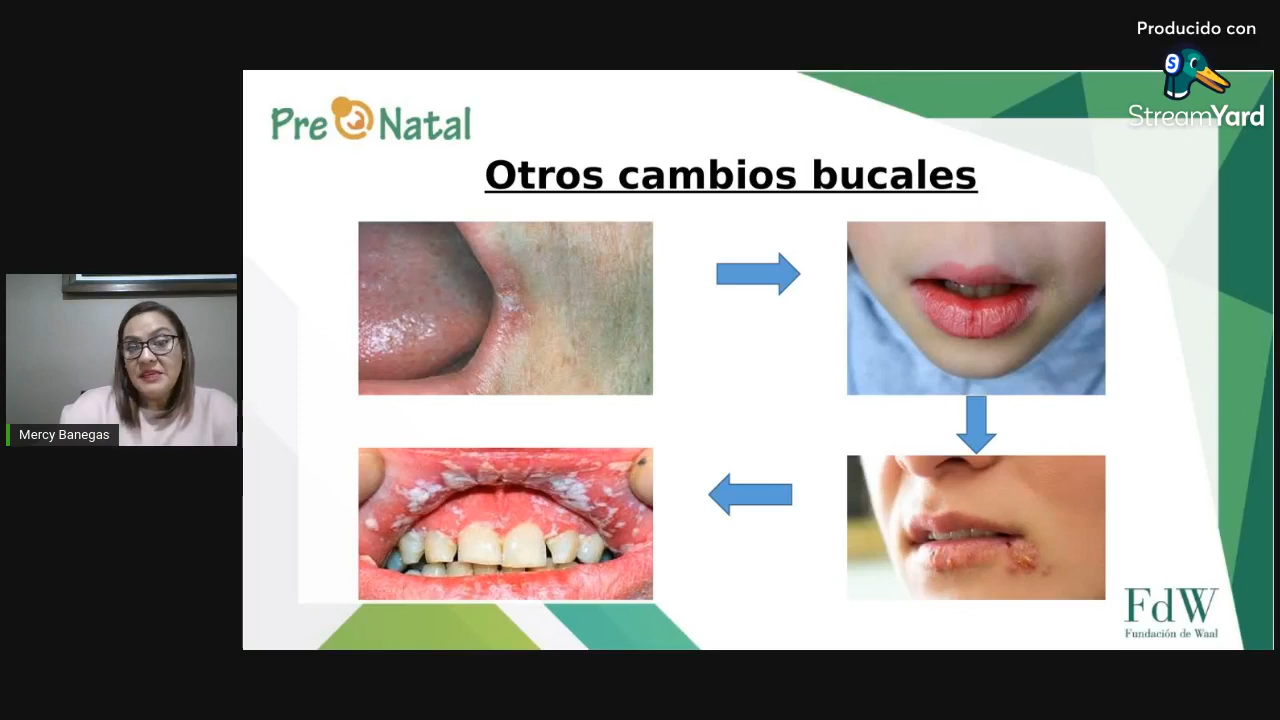 Producido con
StreamYard
Pre Natal
Otros cambios bucales
Mercy Banegas
FdW
Fundación de Waal